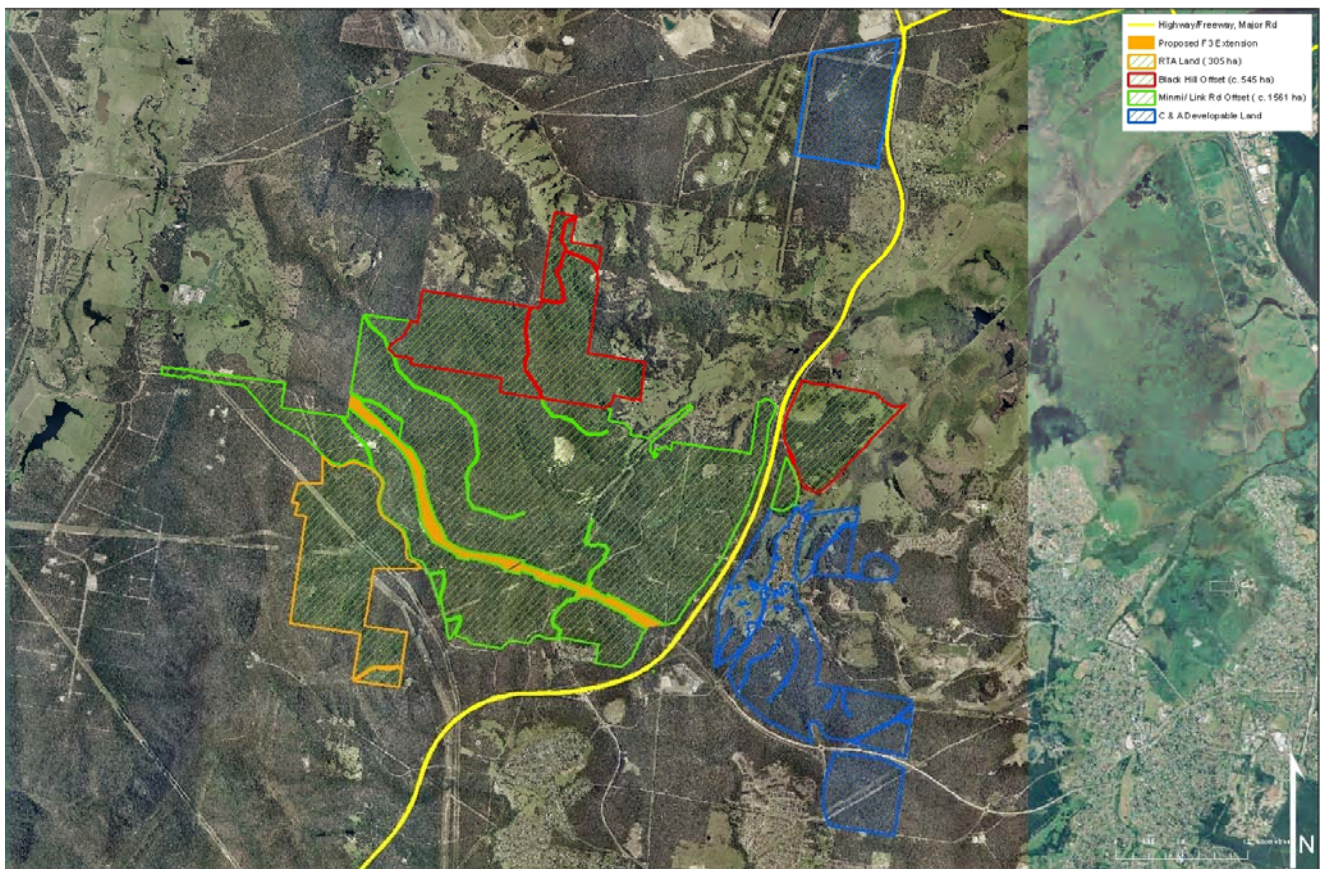 Highway/Freeway, Major Rd
Proposed F3 Extension
RTA Land ( 305 ha)
Black Hill Offset (c. 545 ha)
Minmi/ Link Rd Offset ( c. 1561 ha)
C & A Developable Land
N